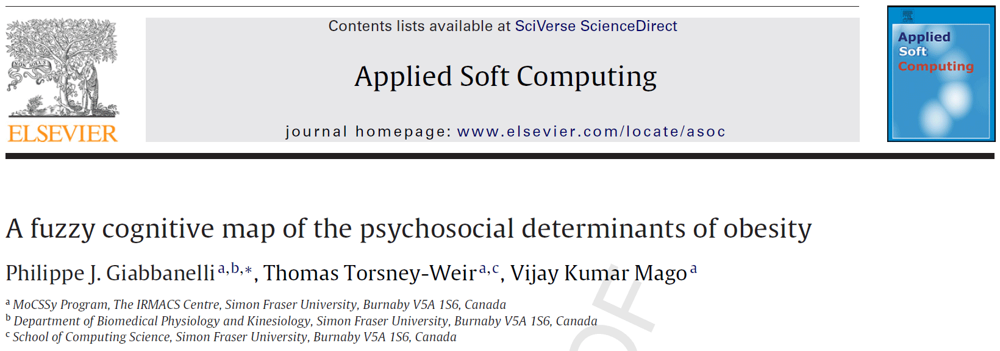 Contents lists available at SciVerse ScienceDirect
Applied Soft Computing
journal homepage: www.elsevier.com/locate/asoc
NON SOLUS
ELSEVIER
Applied
Soft
Computing
A fuzzy cognitive map of the psychosocial determinants of obesity
Philippe J. Giabbanelli a,b,*, Thomas Torsney-Weir a,c, Vijay Kumar Mago a
a MoCSSy Program, The IRMACS Centre, Simon Fraser University, Burnaby V5A 1S6, Canada
b Department of Biomedical Physiology and Kinesiology, Simon Fraser University, Burnaby V5A 1S6, Canada
c School of Computing Science, Simon Fraser University, Burnaby V5A 1S6, Canada
OF